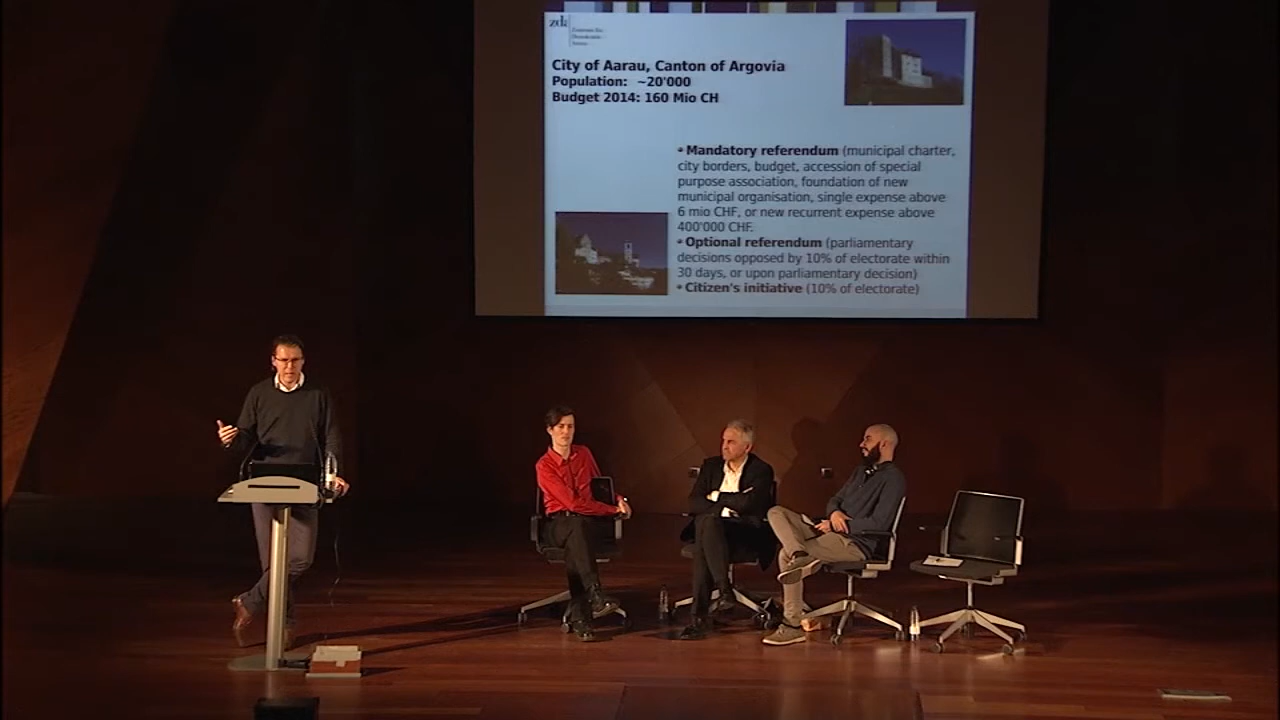 zda
City of Aarau, Canton of Argovia
Population: ~20'000
Budget 2014: 160 Mio CH
• Mandatory referendum (municipal charter,
city borders, budget, accession of special
purpose association, foundation of new
municipal organisation, single expense above
6 mio CHF, or new recurrent expense above
400'000 CHF.
• Optional referendum (parliamentary
decisions opposed by 10% of electorate within
30 days, or upon parliamentary decision)
• Citizen's initiative (10% of electorate)